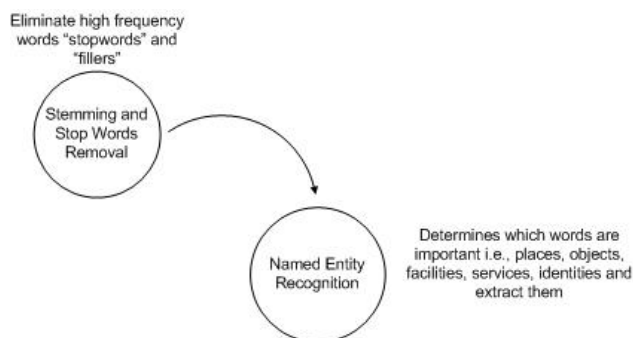 Eliminate high frequency
words “stopwords” and
“fillers”
Stemming and
Stop Words
Removal
Named Entity
Recognition
Determines which words are
important i.e., places, objects,
facilities, services, identities and
extract them